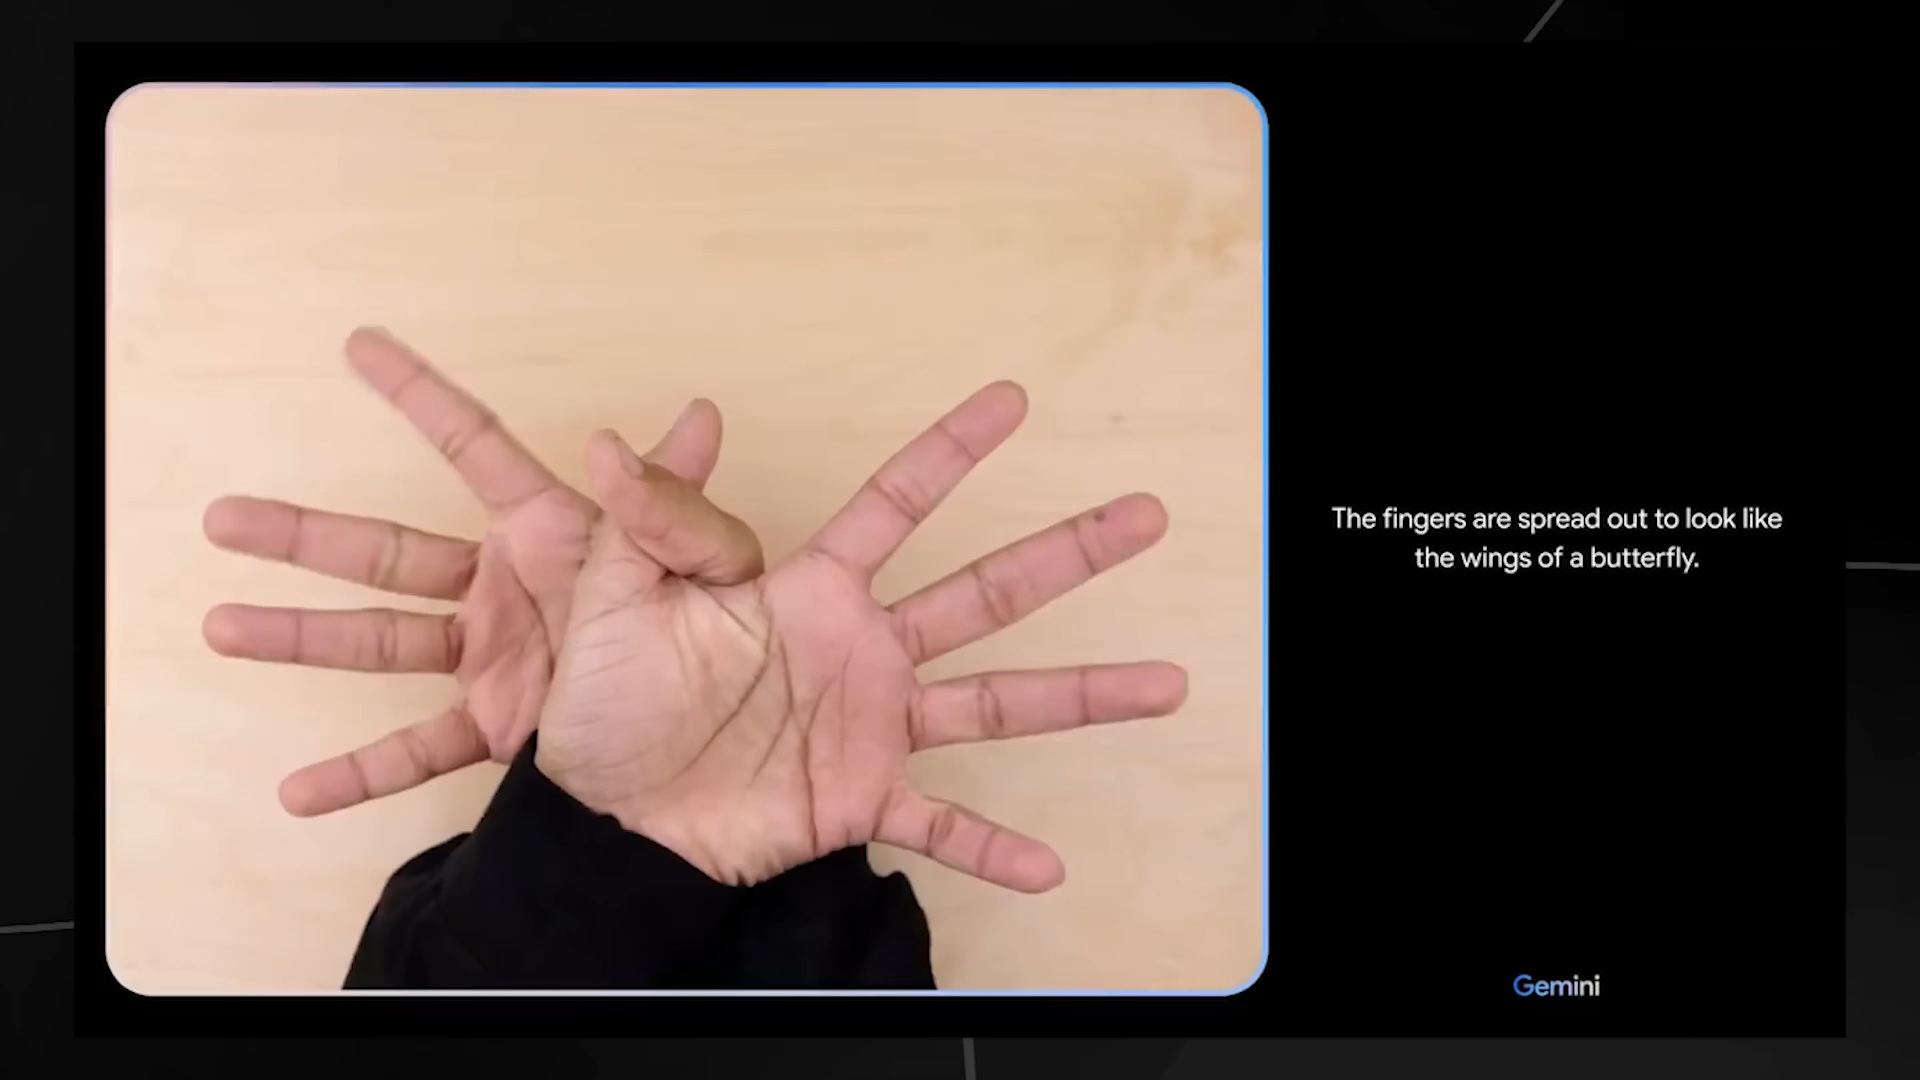 The fingers are spread out to look like
the wings of a butterfly.
Gemini